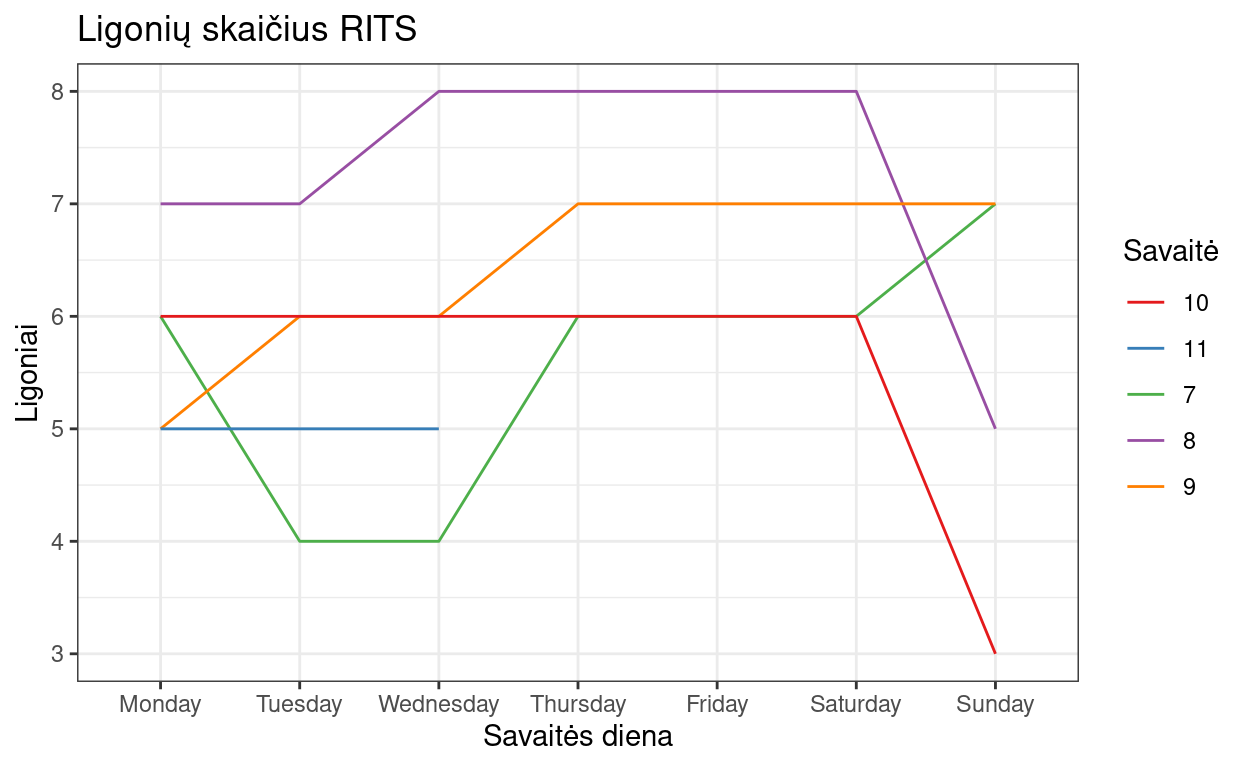 Ligonių skaičius RITS
8
7
6
5
4
3
Ligoniai
Monday Tuesday Wednesday Thursday Friday Saturday Sunday
Savaitės diena
Savaitė
10
11
7
8
9